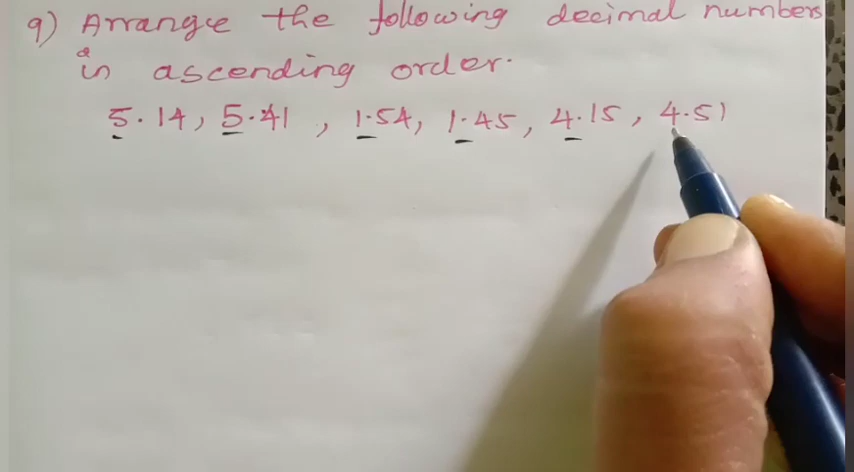 9) Arrange the following decimal numbers
a in ascending order.
5.14, 5.41, 1.54, 1.45, 4.15, 4.51